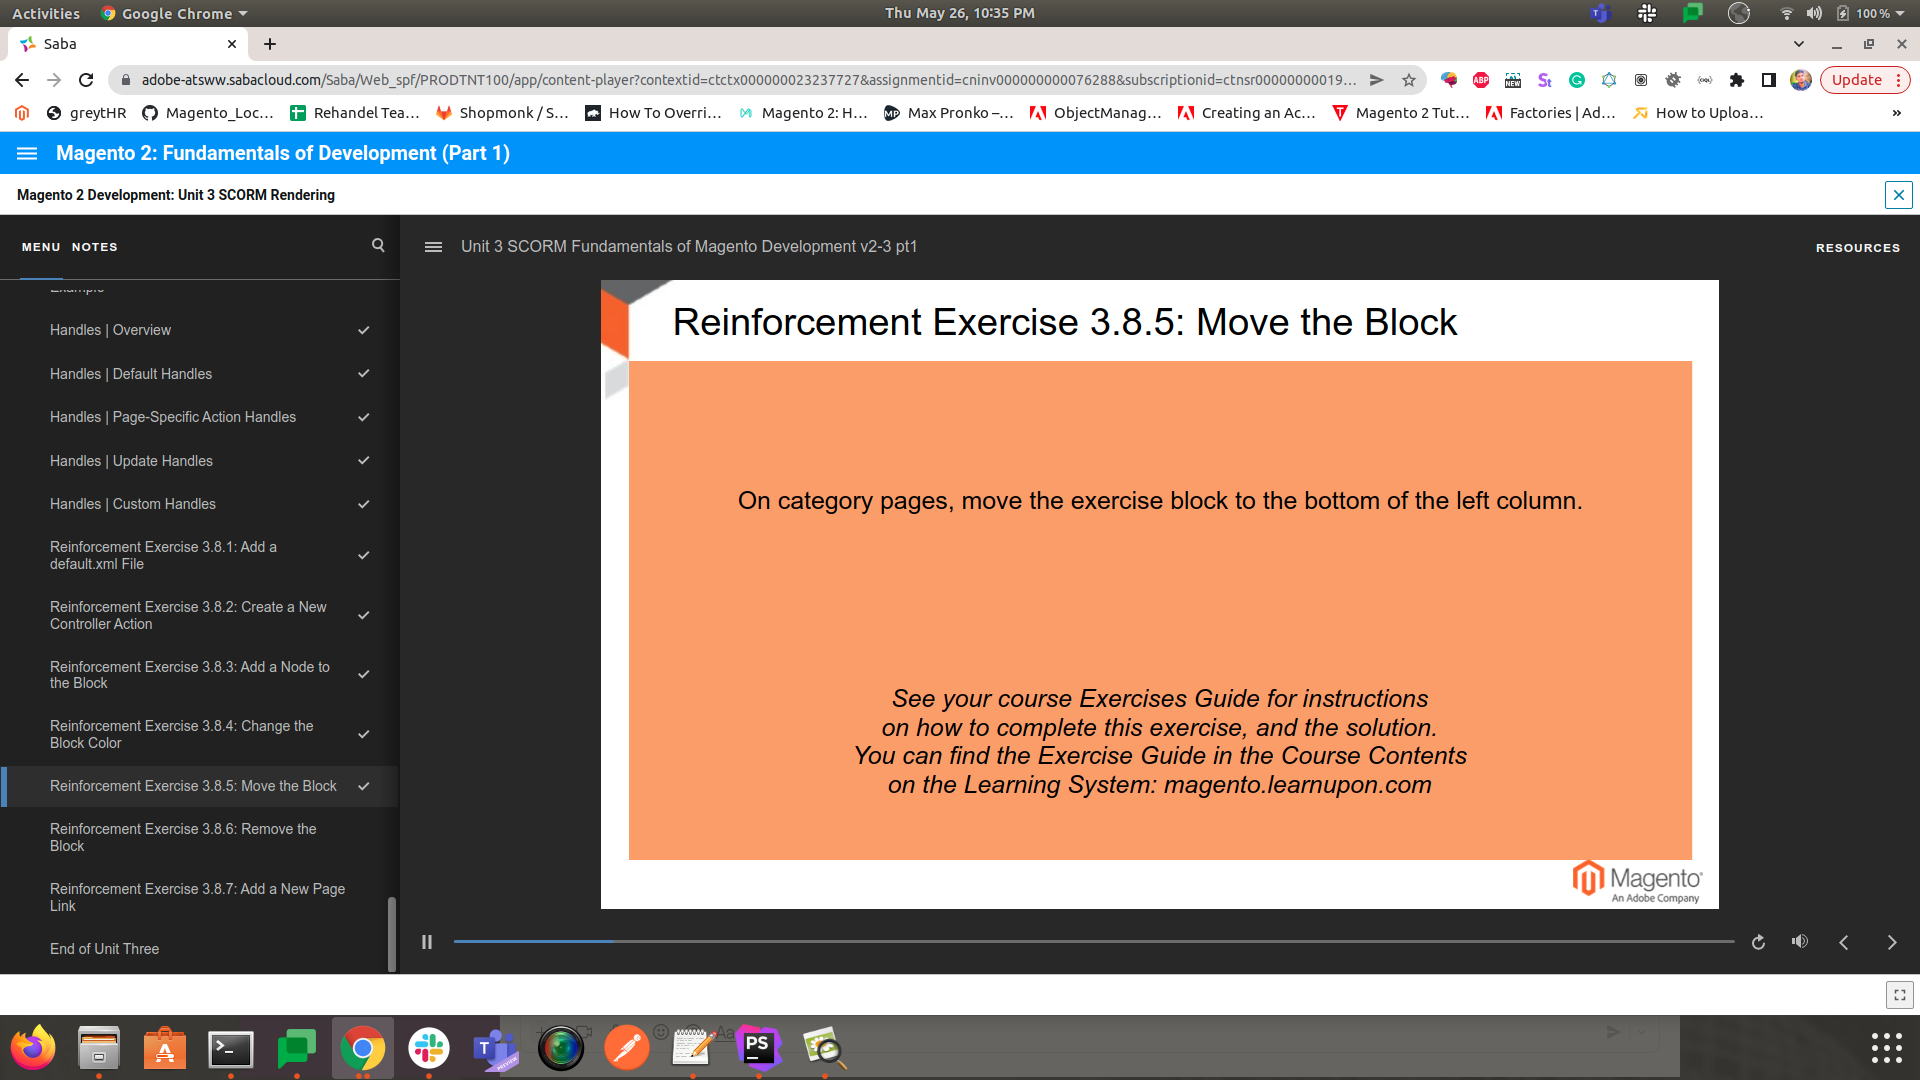 Activities Google Chrome Thu May 26, 10:35 PM 100 %
Saba
adobe-atsww.sabacloud.com/Saba/Web_spf/PRODTNT100/app/content-player?contextid=ctctx000000023237727&assignmentid=cninv000000000076288&subscriptionid=ctnsr00000000019... ABP NEW St Update
greyTHR Magento_Loc... Rehandel Tea... Shopmonk / S... How To Overri... Magento 2: H... Max Pronko –... ObjectManag... Creating an Ac... Magento 2 Tut... Factories | Ad... How to Uploa... »
Magento 2: Fundamentals of Development (Part 1)
Magento 2 Development: Unit 3 SCORM Rendering
MENU NOTES
Unit 3 SCORM Fundamentals of Magento Development v2-3 pt1
RESOURCES
Example
Handles | Overview
Handles | Default Handles
Handles | Page-Specific Action Handles
Handles | Update Handles
Handles | Custom Handles
Reinforcement Exercise 3.8.1: Add a
default.xml File
Reinforcement Exercise 3.8.2: Create a New
Controller Action
Reinforcement Exercise 3.8.3: Add a Node to
the Block
Reinforcement Exercise 3.8.4: Change the
Block Color
Reinforcement Exercise 3.8.5: Move the Block
Reinforcement Exercise 3.8.6: Remove the
Block
Reinforcement Exercise 3.8.7: Add a New Page
Link
End of Unit Three
Reinforcement Exercise 3.8.5: Move the Block
On category pages, move the exercise block to the bottom of the left column.
See your course Exercises Guide for instructions
on how to complete this exercise, and the solution.
You can find the Exercise Guide in the Course Contents
on the Learning System: magento.learnupon.com
Magento
An Adobe Company
Aa
PS